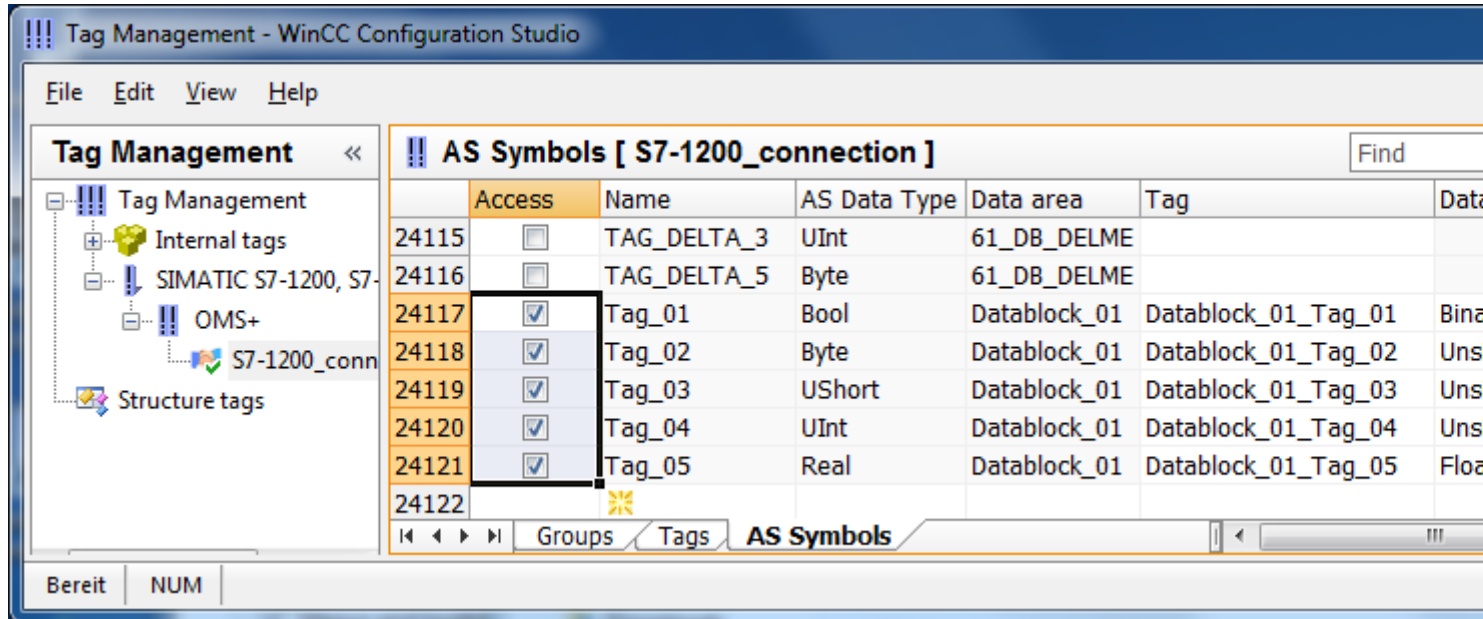 Tag Management - WinCC Configuration Studio
File Edit View Help
Tag Management «
AS Symbols [ S7-1200_connection ]
Find
Tag Management
Internal tags
SIMATIC S7-1200, S7-
OMS+
S7-1200_conn
Structure tags
Access Name AS Data Type Data area Tag Data
24115 TAG_DELTA_3 UInt 61_DB_DELME
24116 TAG_DELTA_5 Byte 61_DB_DELME
24117 Tag_01 Bool Datablock_01 Datablock_01_Tag_01 Bina
24118 Tag_02 Byte Datablock_01 Datablock_01_Tag_02 Uns
24119 Tag_03 UShort Datablock_01 Datablock_01_Tag_03 Uns
24120 Tag_04 UInt Datablock_01 Datablock_01_Tag_04 Uns
24121 Tag_05 Real Datablock_01 Datablock_01_Tag_05 Floa
24122
Groups Tags AS Symbols
Bereit NUM